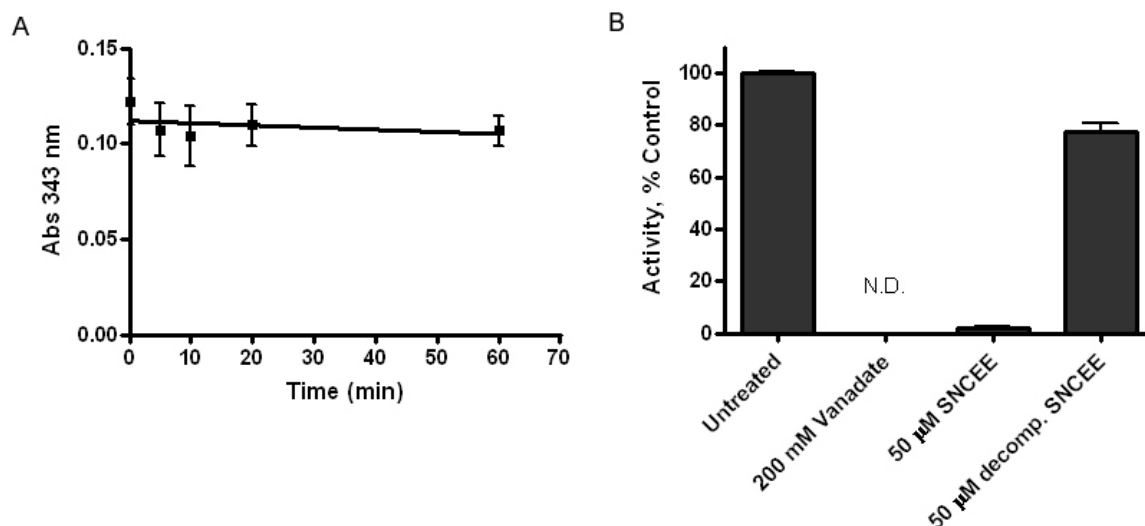 A
Abs 343 nm
0.15
0.10
0.05
0.00
0 10 20 30 40 50 60 70
Time (min)
B
Activity, % Control
100
80
60
40
20
0
N.D.
Untreated
200 mM Vanadate
50 μM SNCEE
50 μM decomp. SNCEE